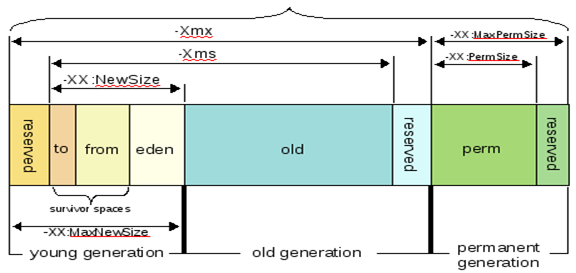 -Xmx
-XX:MaxPermSize
-Xms
-XX:PermSize
-XX:NewSize
reserved
to
from
eden
old
reserved
perm
reserved
survivor spaces
-XX:MaxNewSize
young generation
old generation
permanent
generation